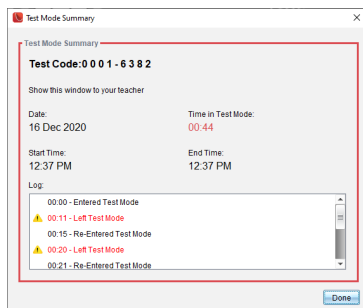 Test Mode Summary
Test Mode Summary
Test Code:0 0 0 1 - 6 3 8 2
Show this window to your teacher
Date:
Time in Test Mode:
16 Dec 2020
00:44
Start Time:
End Time:
12:37 PM
12:37 PM
Log:
00:00 - Entered Test Mode
00:11 - Left Test Mode
00:15 - Re-Entered Test Mode
00:20 - Left Test Mode
00:21 - Re-Entered Test Mode
Done